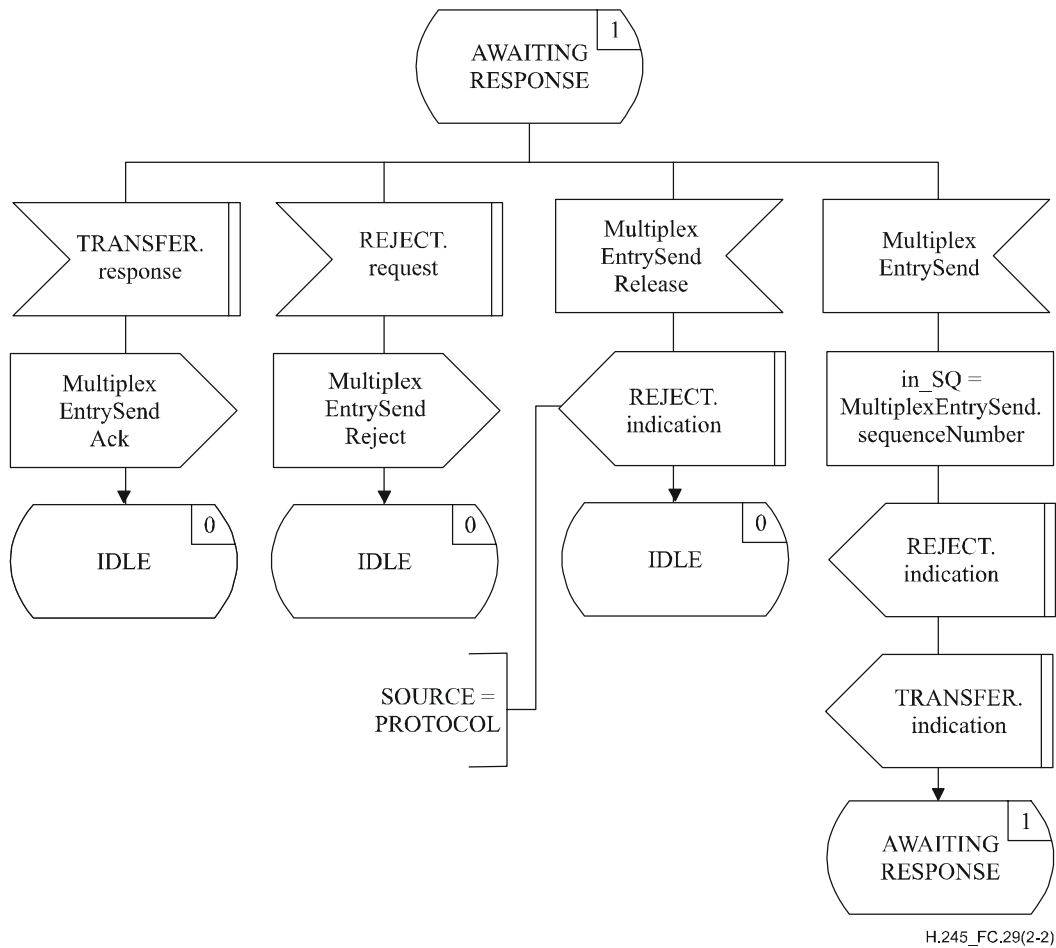 1
AWAITING
RESPONSE
TRANSFER.
response
REJECT.
request
Multiplex
EntrySend
Release
Multiplex
EntrySend
Multiplex
EntrySend
Ack
Multiplex
EntrySend
Reject
REJECT.
indication
in_SQ =
MultiplexEntrySend.
sequenceNumber
0
IDLE
0
IDLE
0
IDLE
REJECT.
indication
SOURCE =
PROTOCOL
TRANSFER.
indication
1
AWAITING
RESPONSE
H.245_FC.29(2-2)